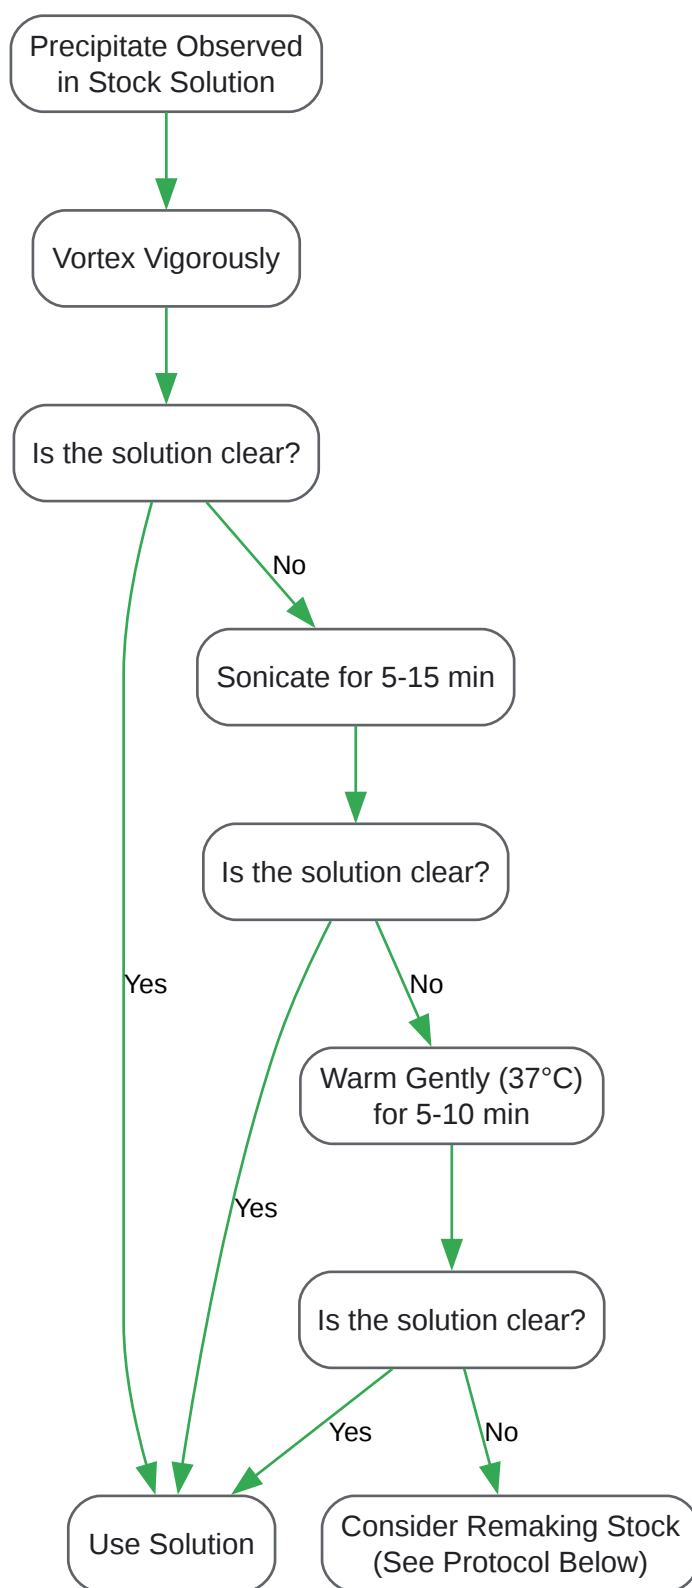 Precipitate Observed
in Stock Solution
Vortex Vigorously
Is the solution clear?
No
Sonicate for 5-15 min
Is the solution clear?
Yes
No
Warm Gently (37°C)
for 5-10 min
Yes
Is the solution clear?
Yes
No
Use Solution
Consider Remaking Stock
(See Protocol Below)